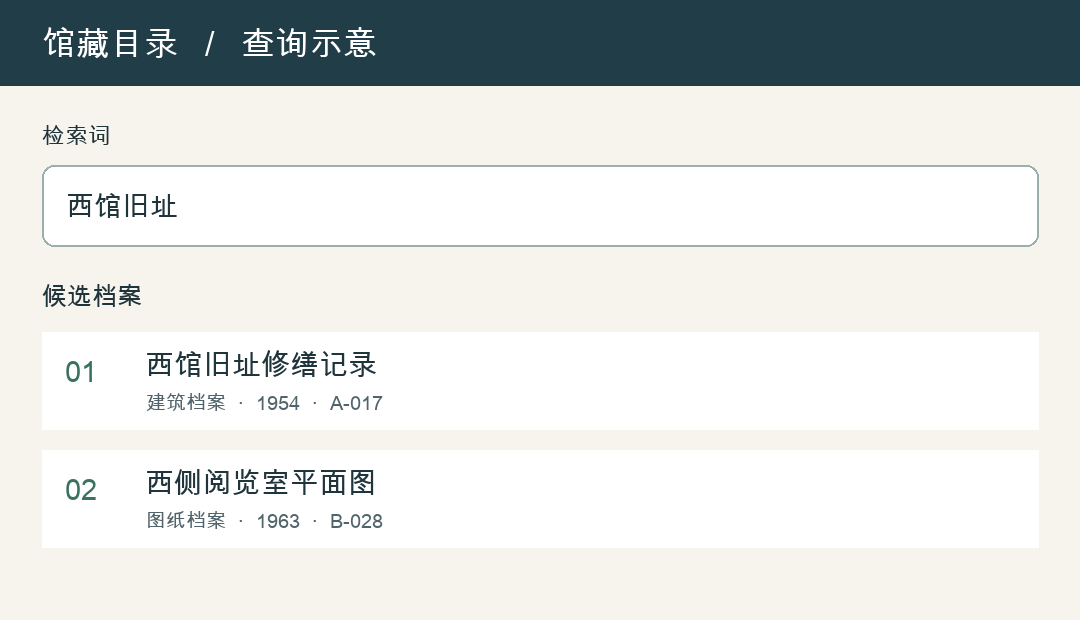 馆藏目录 / 查询示意
检索词
西馆旧址
候选档案
01 西馆旧址修缮记录
建筑档案 · 1954 · A-017
02 西侧阅览室平面图
图纸档案 · 1963 · B-028